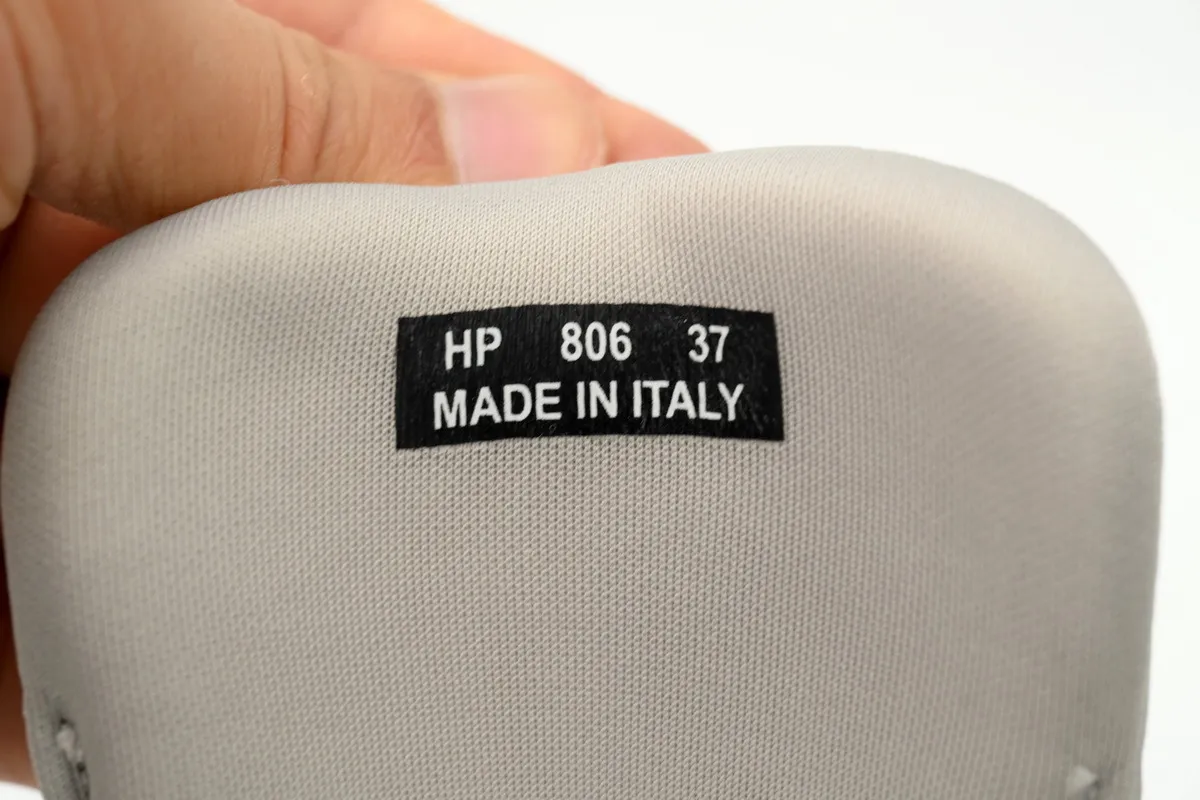 HP 806 37
MADE IN ITALY